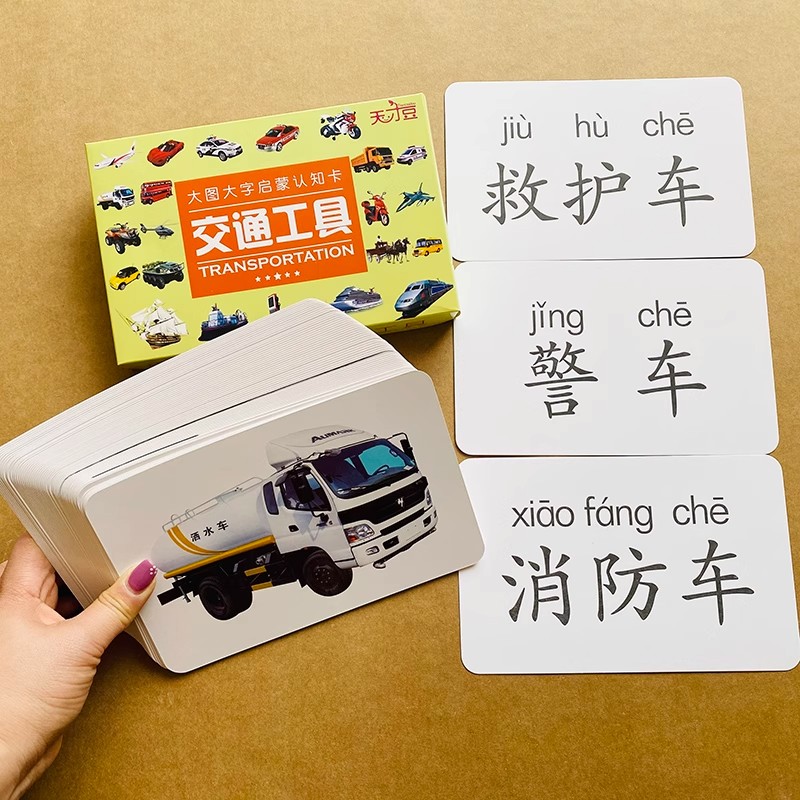 天才豆
大图大字启蒙认知卡
交通工具
TRANSPORTATION
jiù hù chē
救护车
jǐng chē
警车
xiāo fáng chē
消防车
AUMARK
洒水车